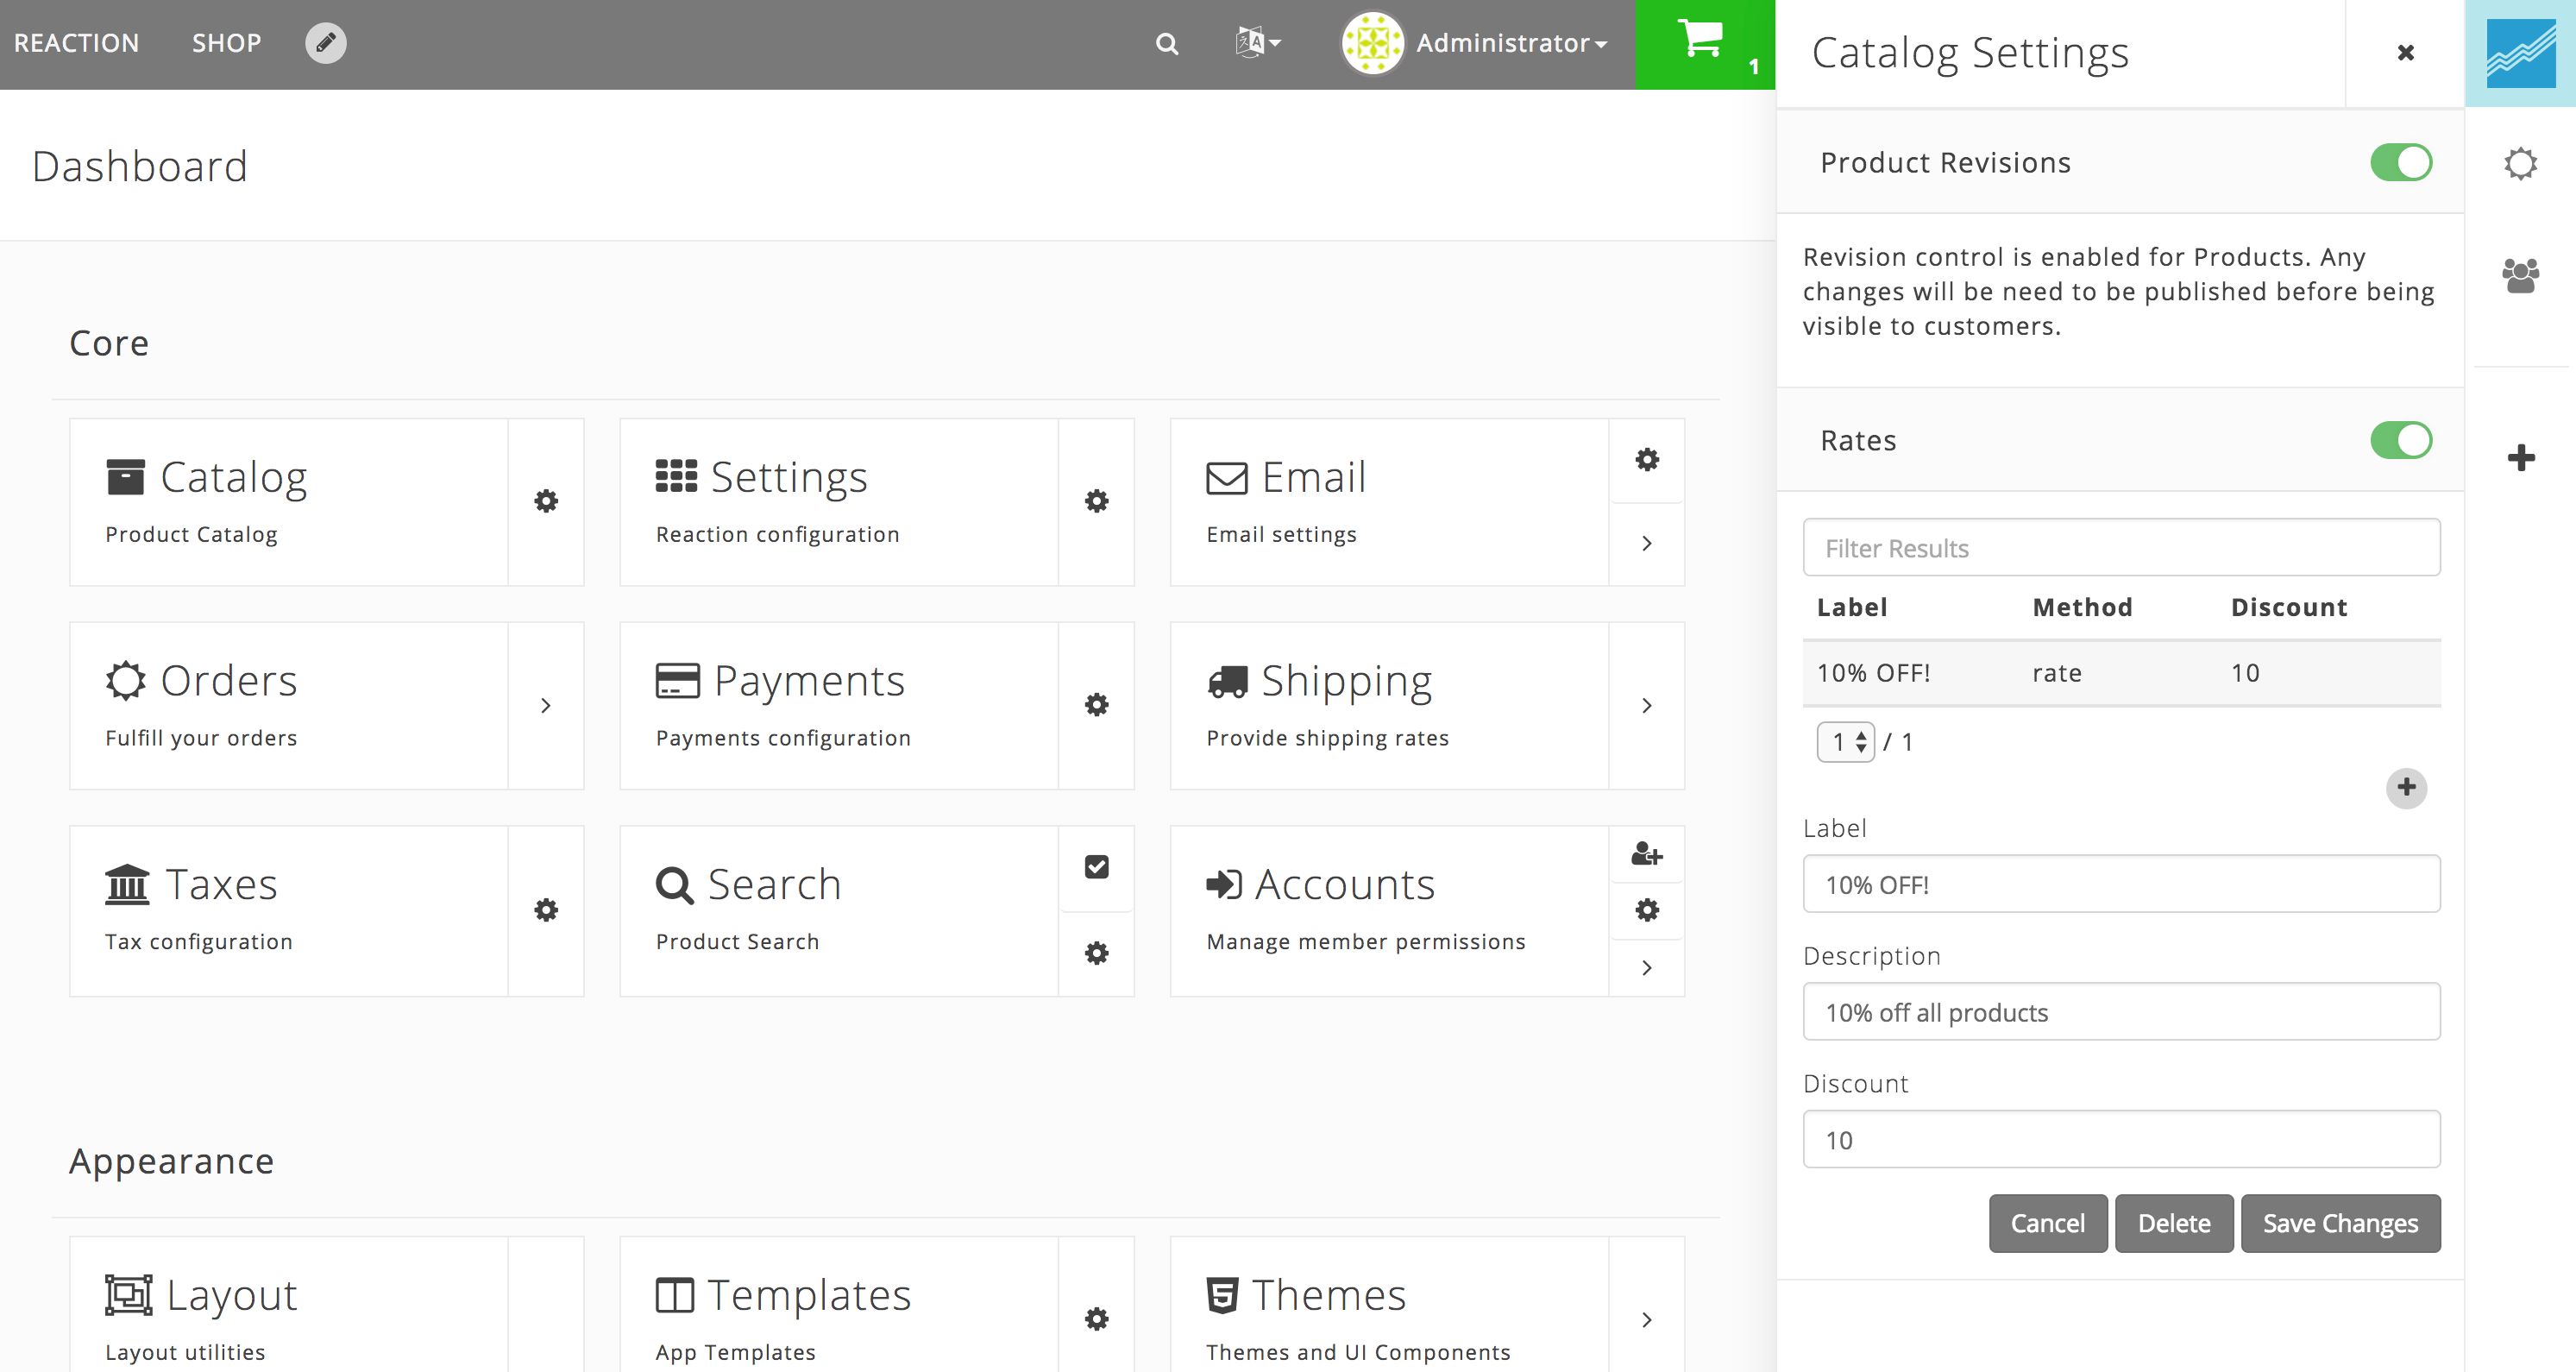 REACTION SHOP Administrator 1
Dashboard
Core
Catalog
Product Catalog
Settings
Reaction configuration
Email
Email settings
Orders
Fulfill your orders
Payments
Payments configuration
Shipping
Provide shipping rates
Taxes
Tax configuration
Search
Product Search
Accounts
Manage member permissions
Appearance
Layout
Layout utilities
Templates
App Templates
Themes
Themes and UI Components
Catalog Settings
Product Revisions
Revision control is enabled for Products. Any
changes will be need to be published before being
visible to customers.
Rates
Filter Results
Label Method Discount
10% OFF! rate 10
1 / 1
Label
10% OFF!
Description
10% off all products
Discount
10
Cancel Delete Save Changes